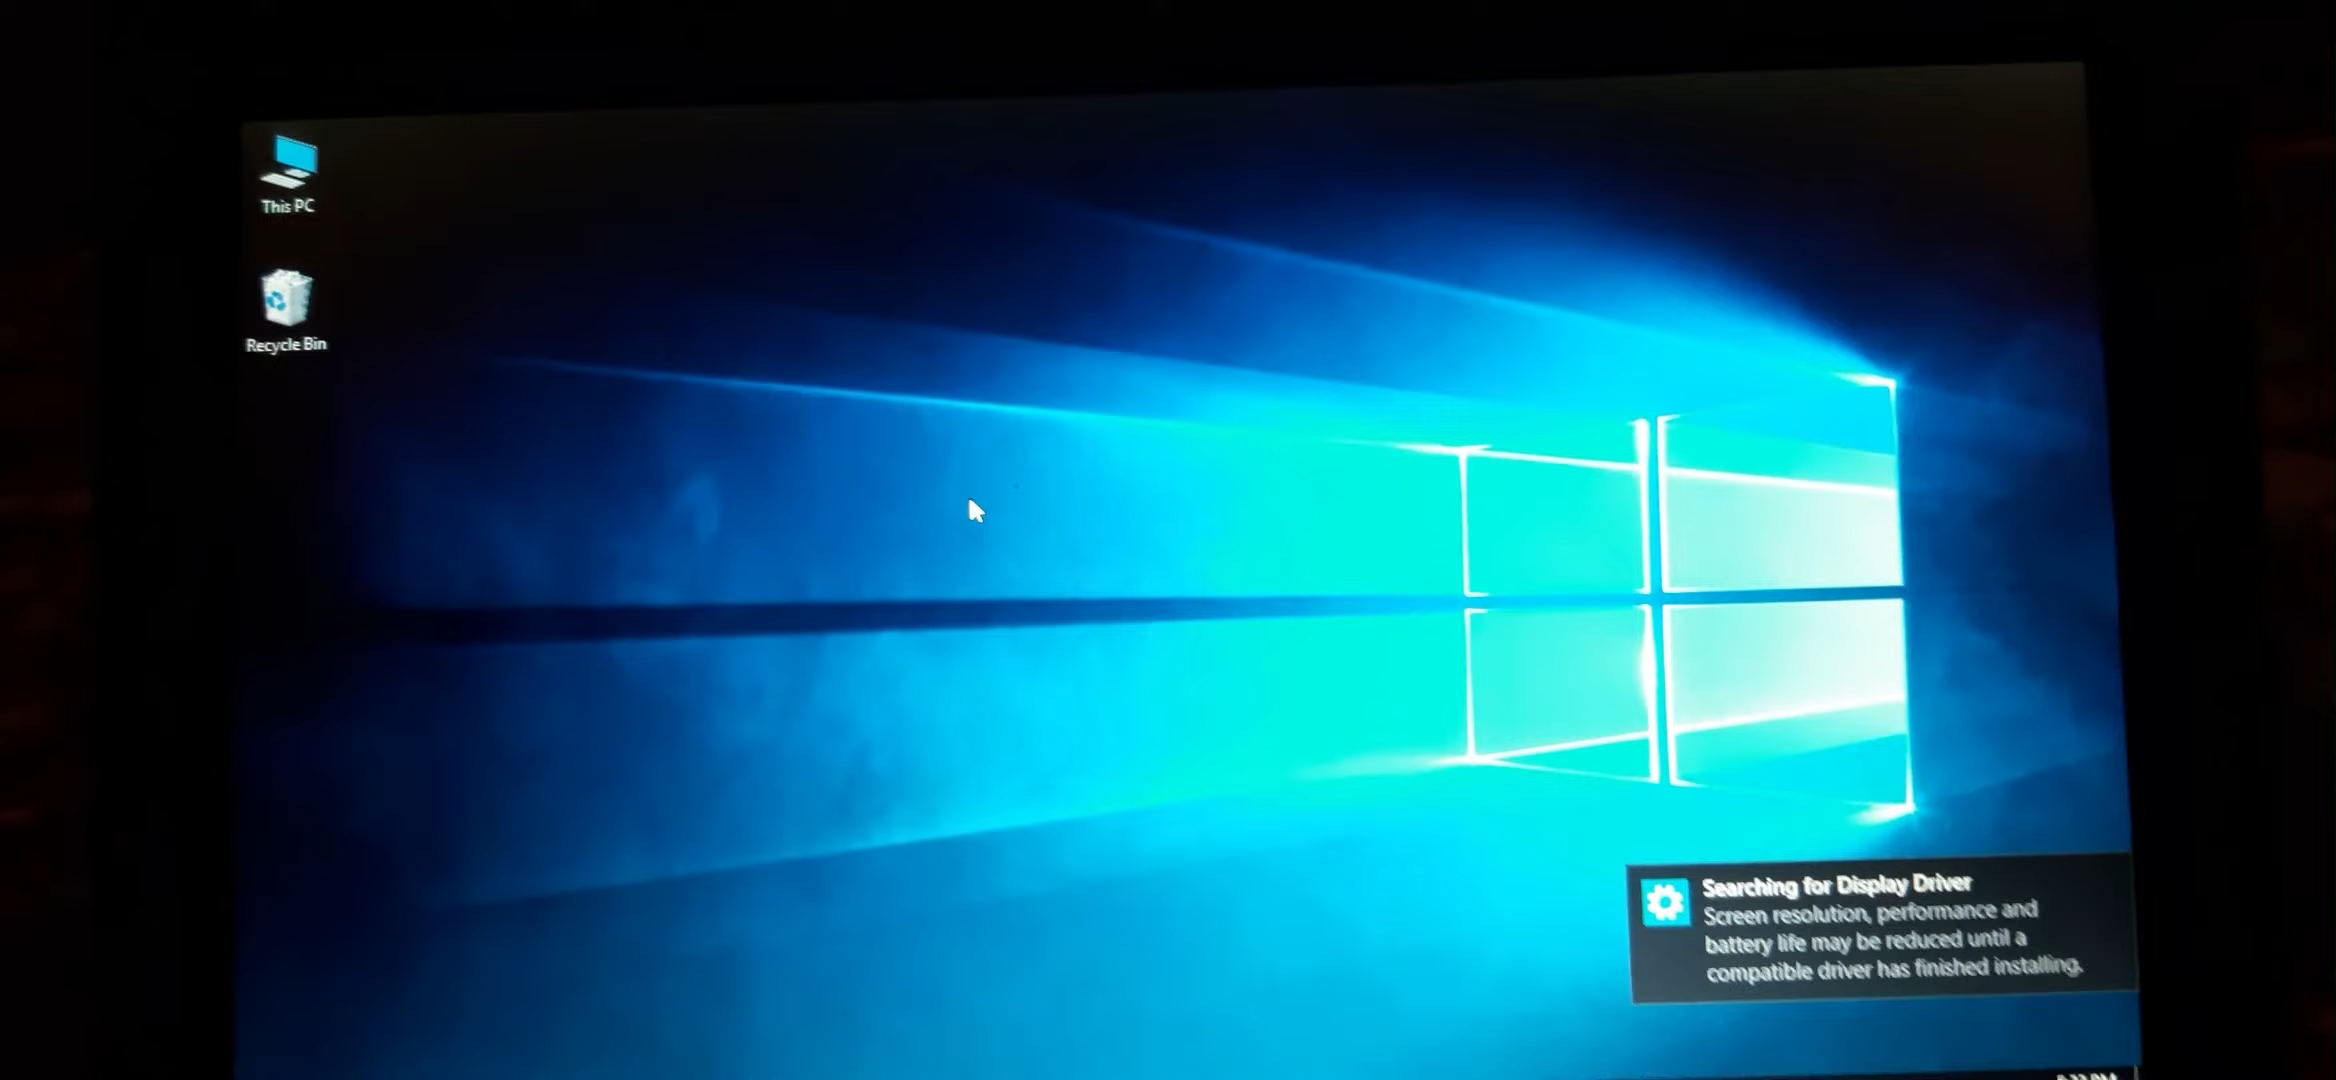 This PC
Recycle Bin
Searching for Display Driver
Screen resolution, performance and
battery life may be reduced until a
compatible driver has finished installing.